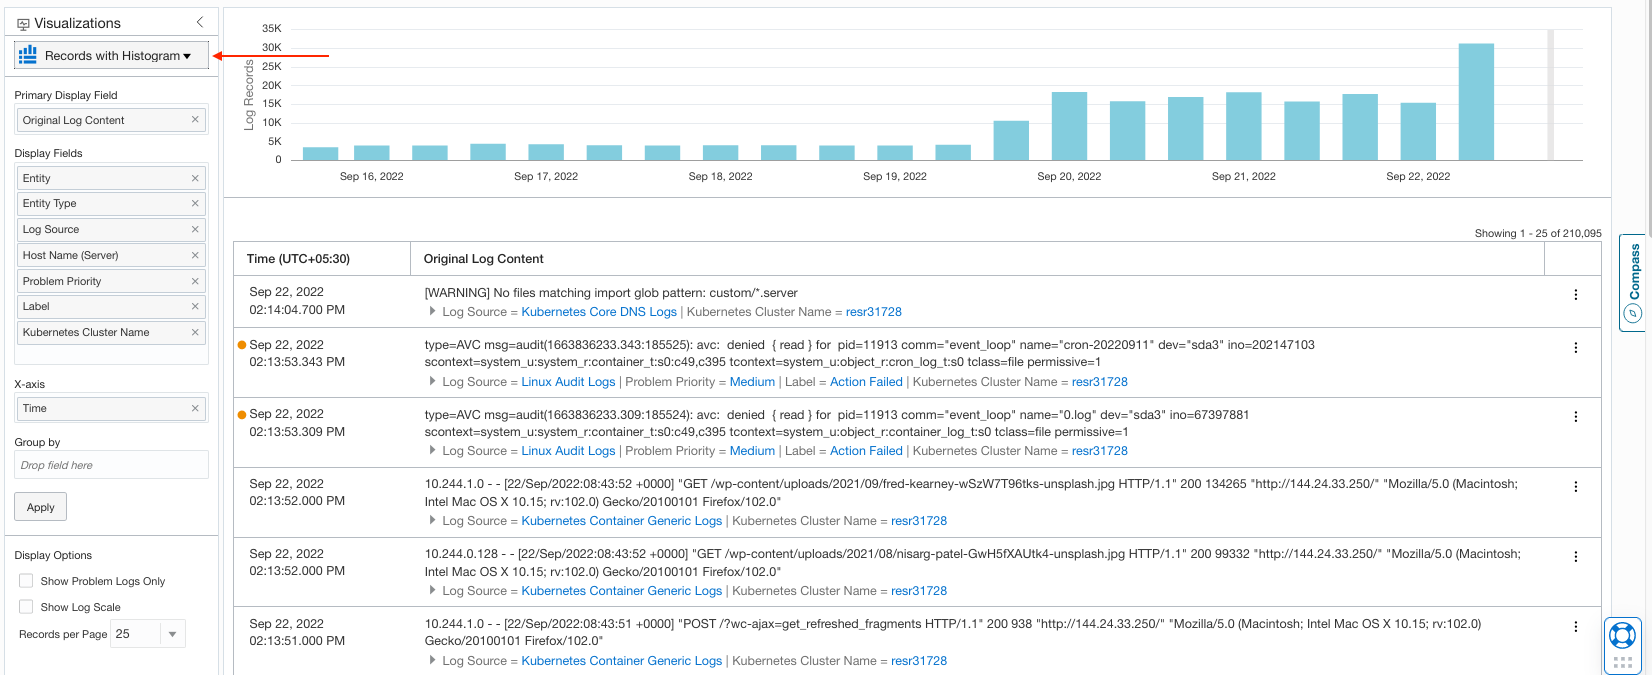 Visualizations
Records with Histogram
Primary Display Field
Original Log Content
Display Fields
Entity
Entity Type
Log Source
Host Name (Server)
Problem Priority
Label
Kubernetes Cluster Name
X-axis
Time
Group by
Drop field here
Apply
Display Options
Show Problem Logs Only
Show Log Scale
Records per Page 25
Log Records
35K
30K
25K
20K
15K
10K
5K
0
Sep 16, 2022 Sep 17, 2022 Sep 18, 2022 Sep 19, 2022 Sep 20, 2022 Sep 21, 2022 Sep 22, 2022
Showing 1 - 25 of 210,095
Time (UTC+05:30) Original Log Content
Sep 22, 2022
02:14:04.700 PM
[WARNING] No files matching import glob pattern: custom/*.server
Log Source = Kubernetes Core DNS Logs | Kubernetes Cluster Name = resr31728
Sep 22, 2022
02:13:53.343 PM
type=AVC msg=audit(1663836233.343:185525): avc:  denied  { read } for  pid=11913 comm="event_loop" name="cron-20220911" dev="sda3" ino=202147103
scontext=system_u:system_r:container_t:s0:c49,c395 tcontext=system_u:object_r:cron_log_t:s0 tclass=file permissive=1
Log Source = Linux Audit Logs | Problem Priority = Medium | Label = Action Failed | Kubernetes Cluster Name = resr31728
Sep 22, 2022
02:13:53.309 PM
type=AVC msg=audit(1663836233.309:185524): avc:  denied  { read } for  pid=11913 comm="event_loop" name="0.log" dev="sda3" ino=67397881
scontext=system_u:system_r:container_t:s0:c49,c395 tcontext=system_u:object_r:container_log_t:s0 tclass=file permissive=1
Log Source = Linux Audit Logs | Problem Priority = Medium | Label = Action Failed | Kubernetes Cluster Name = resr31728
Sep 22, 2022
02:13:52.000 PM
10.244.1.0 - - [22/Sep/2022:08:43:52 +0000] "GET /wp-content/uploads/2021/09/fred-kearney-wSzW7T96tks-unsplash.jpg HTTP/1.1" 200 134265 "http://144.24.33.250/" "Mozilla/5.0 (Macintosh;
Intel Mac OS X 10.15; rv:102.0) Gecko/20100101 Firefox/102.0"
Log Source = Kubernetes Container Generic Logs | Kubernetes Cluster Name = resr31728
Sep 22, 2022
02:13:52.000 PM
10.244.0.128 - - [22/Sep/2022:08:43:52 +0000] "GET /wp-content/uploads/2021/08/nisarg-patel-GwH5fXAUtk4-unsplash.jpg HTTP/1.1" 200 99332 "http://144.24.33.250/" "Mozilla/5.0 (Macintosh;
Intel Mac OS X 10.15; rv:102.0) Gecko/20100101 Firefox/102.0"
Log Source = Kubernetes Container Generic Logs | Kubernetes Cluster Name = resr31728
Sep 22, 2022
02:13:51.000 PM
10.244.1.0 - - [22/Sep/2022:08:43:51 +0000] "POST /?wc-ajax=get_refreshed_fragments HTTP/1.1" 200 938 "http://144.24.33.250/" "Mozilla/5.0 (Macintosh; Intel Mac OS X 10.15; rv:102.0)
Gecko/20100101 Firefox/102.0"
Log Source = Kubernetes Container Generic Logs | Kubernetes Cluster Name = resr31728
Compass